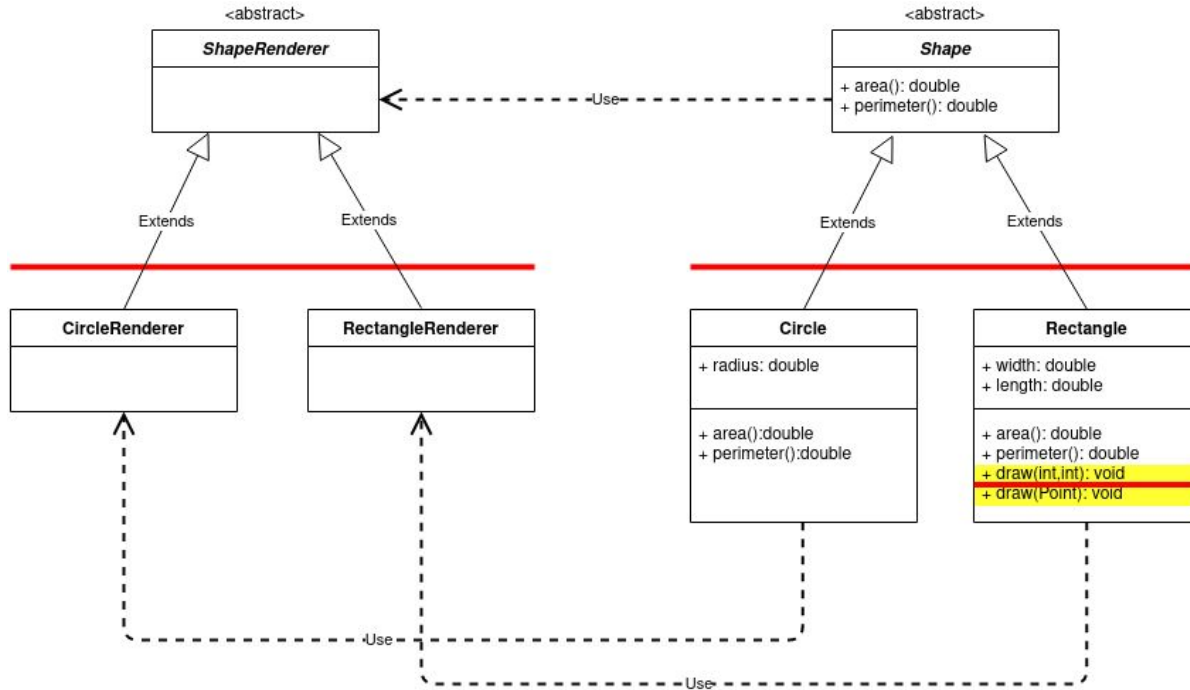 <abstract>
ShapeRenderer
<abstract>
Shape
+ area(): double
+ perimeter(): double
Use
Extends
Extends
Extends
Extends
CircleRenderer
RectangleRenderer
Circle
+ radius: double
+ area():double
+ perimeter():double
Rectangle
+ width: double
+ length: double
+ area(): double
+ perimeter(): double
+ draw(int,int): void
+ draw(Point): void
Use
Use